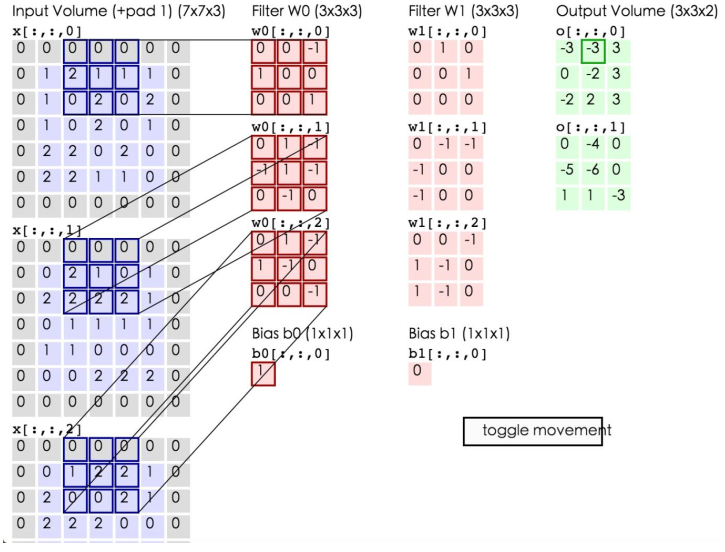 Input Volume (+pad 1) (7x7x3)
x[:,:,0]
0 0 0 0 0 0 0
0 1 2 1 1 1 0
0 1 0 2 0 2 0
0 1 0 2 0 1 0
0 2 2 0 2 0 0
0 2 2 1 1 0 0
0 0 0 0 0 0 0
x[:,:,1]
0 0 0 0 0 0 0
0 0 2 1 0 1 0
0 2 2 2 2 1 0
0 0 1 1 1 1 0
0 1 1 0 0 0 0
0 0 0 2 2 2 0
0 0 0 0 0 0 0
x[:,:,2]
0 0 0 0 0 0 0
0 0 1 2 2 1 0
0 2 0 0 2 1 0
0 2 2 2 0 0 0
Filter W0 (3x3x3)
w0[:,:,0]
0 0 -1
1 0 0
0 0 1
w0[:,:,1]
0 1 -1
-1 1 -1
0 -1 0
w0[:,:,2]
0 1 -1
1 -1 0
0 0 -1
Bias b0 (1x1x1)
b0[:,:,0]
1
Filter W1 (3x3x3)
w1[:,:,0]
0 1 0
0 0 1
0 0 0
w1[:,:,1]
0 -1 -1
-1 0 0
-1 0 0
w1[:,:,2]
0 0 -1
1 -1 0
1 -1 0
Bias b1 (1x1x1)
b1[:,:,0]
0
Output Volume (3x3x2)
o[:,:,0]
-3 -3 3
0 -2 3
-2 2 3
o[:,:,1]
0 -4 0
-5 -6 0
1 1 -3
toggle movement